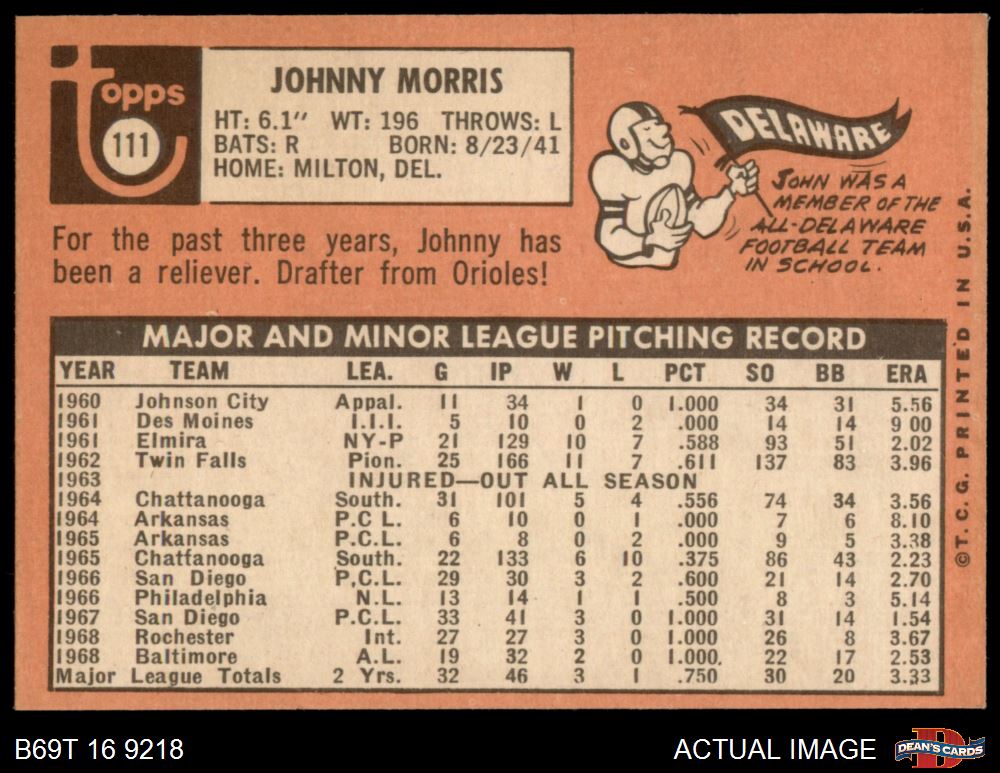 topps
111
JOHNNY MORRIS
HT: 6.1" WT: 196 THROWS: L
BATS: R BORN: 8/23/41
HOME: MILTON, DEL.
For the past three years, Johnny has
been a reliever. Drafter from Orioles!
DELAWARE
JOHN WAS A
MEMBER OF THE
ALL-DELAWARE
FOOTBALL TEAM
IN SCHOOL.
MAJOR AND MINOR LEAGUE PITCHING RECORD
YEAR TEAM LEA. G IP W L PCT SO BB ERA
1960 Johnson City Appal. 11 34 1 0 1.000 34 31 5.56
1961 Des Moines I.I.I. 5 10 0 2 .000 14 14 9 00
1961 Elmira NY-P 21 129 10 7 .588 93 51 2.02
1962 Twin Falls Pion. 25 166 11 7 .611 137 83 3.96
1963 INJURED—OUT ALL SEASON
1964 Chattanooga South. 31 101 5 4 .556 74 34 3.56
1964 Arkansas P.C L. 6 10 0 1 .000 7 6 8.10
1965 Arkansas P.C.L. 6 8 0 2 .000 9 5 3.38
1965 Chattanooga South. 22 133 6 10 .375 86 43 2.23
1966 San Diego P.C.L. 29 30 3 2 .600 21 14 2.70
1966 Philadelphia N.L. 13 14 1 1 .500 8 3 5.14
1967 San Diego P.C.L. 33 41 3 0 1.000 31 14 1.54
1968 Rochester Int. 27 27 3 0 1.000 26 8 3.67
1968 Baltimore A.L. 19 32 2 0 1.000. 22 17 2.53
Major League Totals 2 Yrs. 32 46 3 1 .750 30 20 3.33
©T. C. G. PRINTED IN U.S.A.
B69T 16 9218
ACTUAL IMAGE
D
DEAN'S CARDS